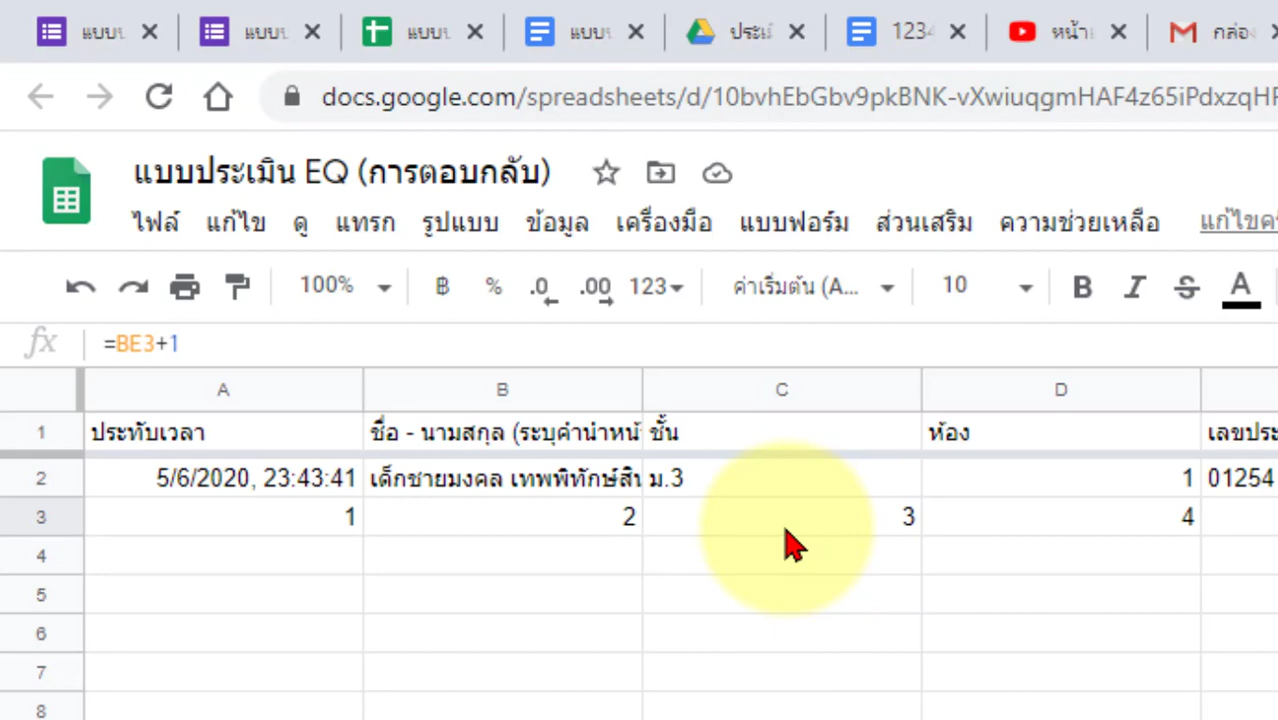 แบบ แบบ แบบ แบบ 1234 กล่อง
docs.google.com/spreadsheets/d/10bvhEbGbv9pkBNK-vXwiuqgmHAF4z65iPdxzqHF
แบบประเมิน EQ (การตอบกลับ)
ไฟล์ แก้ไข ดู แทรก รูปแบบ ข้อมูล เครื่องมือ แบบฟอร์ม ส่วนเสริม ความช่วยเหลือ
100% ฿ % .0 .00 123 ค่าเริ่มต้น (A... 10 B I S A
fx =BE3+1
A B C D
1 ประทับเวลา ชื่อ - นามสกุล (ระบุคำนำหน้ ชั้น ห้อง เลขประ
2 5/6/2020, 23:43:41 เด็กชายมงคล เทพพิทักษ์สิน ม.3 1 01254
3 1 2 3 4
4
5
6
7
8